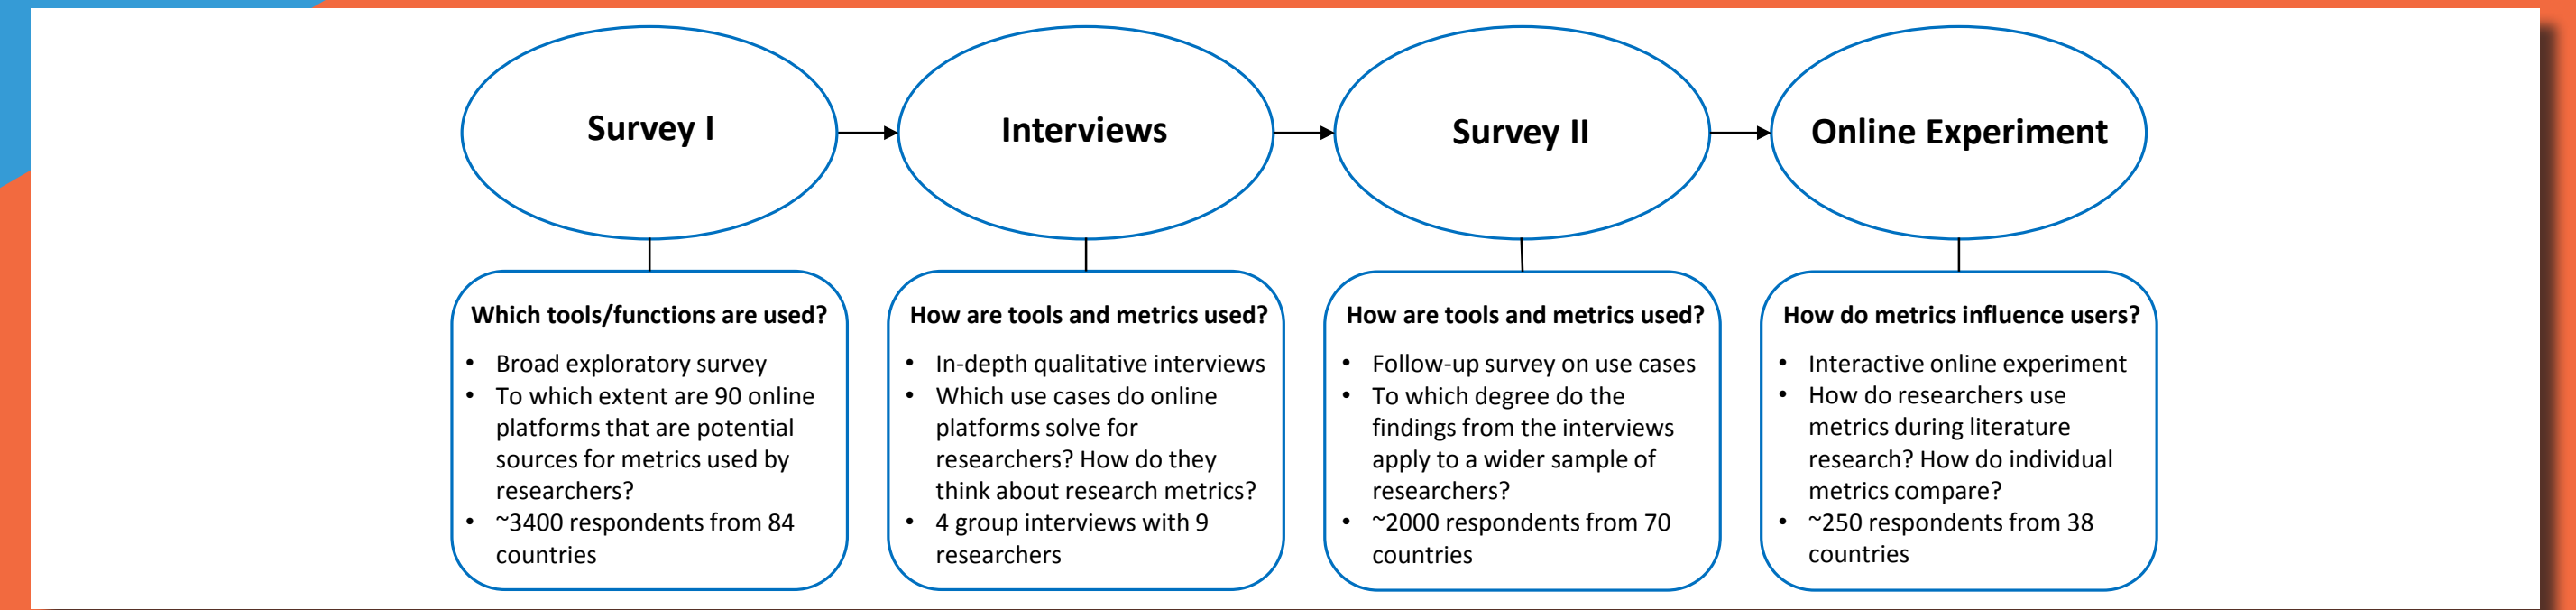 Survey I
Interviews
Survey II
Online Experiment
Which tools/functions are used?
• Broad exploratory survey
• To which extent are 90 online
platforms that are potential
sources for metrics used by
researchers?
• ~3400 respondents from 84
countries
How are tools and metrics used?
• In-depth qualitative interviews
• Which use cases do online
platforms solve for
researchers? How do they
think about research metrics?
• 4 group interviews with 9
researchers
How are tools and metrics used?
• Follow-up survey on use cases
• To which degree do the
findings from the interviews
apply to a wider sample of
researchers?
• ~2000 respondents from 70
countries
How do metrics influence users?
• Interactive online experiment
• How do researchers use
metrics during literature
research? How do individual
metrics compare?
• ~250 respondents from 38
countries